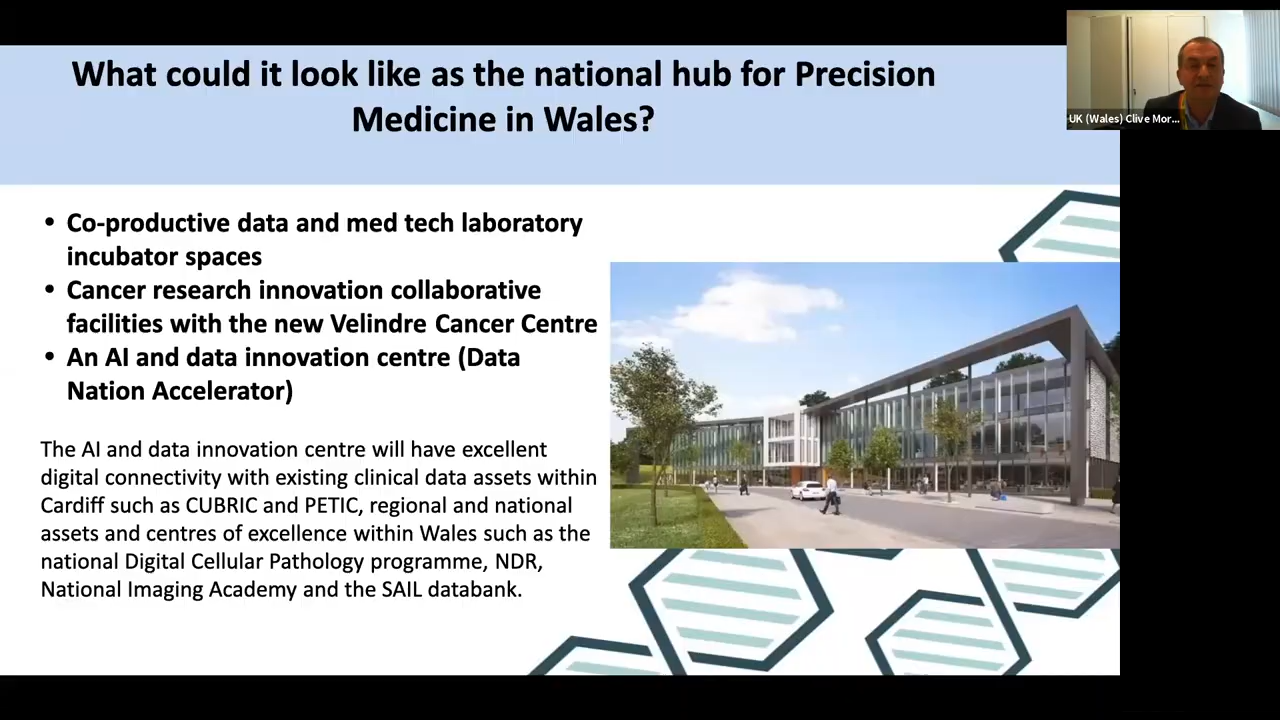 What could it look like as the national hub for Precision
Medicine in Wales?
UK (Wales) Clive Mor...
• Co-productive data and med tech laboratory
incubator spaces
• Cancer research innovation collaborative
facilities with the new Velindre Cancer Centre
• An AI and data innovation centre (Data
Nation Accelerator)
The AI and data innovation centre will have excellent
digital connectivity with existing clinical data assets within
Cardiff such as CUBRIC and PETIC, regional and national
assets and centres of excellence within Wales such as the
national Digital Cellular Pathology programme, NDR,
National Imaging Academy and the SAIL databank.